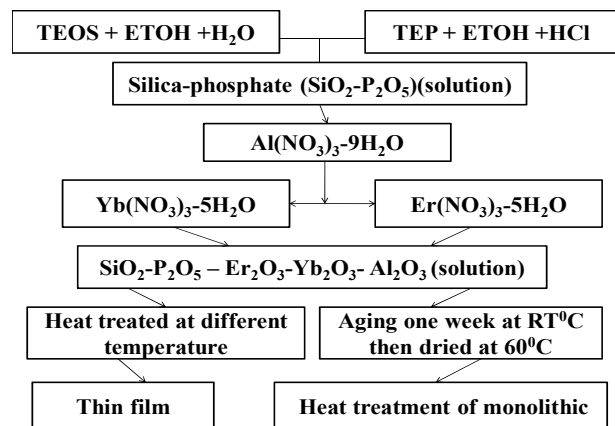 TEOS + ETOH +H₂O
TEP + ETOH +HCl
Silica-phosphate (SiO₂-P₂O₅)(solution)
Al(NO₃)₃-9H₂O
Yb(NO₃)₃-5H₂O
Er(NO₃)₃-5H₂O
SiO₂-P₂O₅ – Er₂O₃-Yb₂O₃- Al₂O₃ (solution)
Heat treated at different
temperature
Aging one week at RT⁰C
then dried at 60⁰C
Thin film
Heat treatment of monolithic